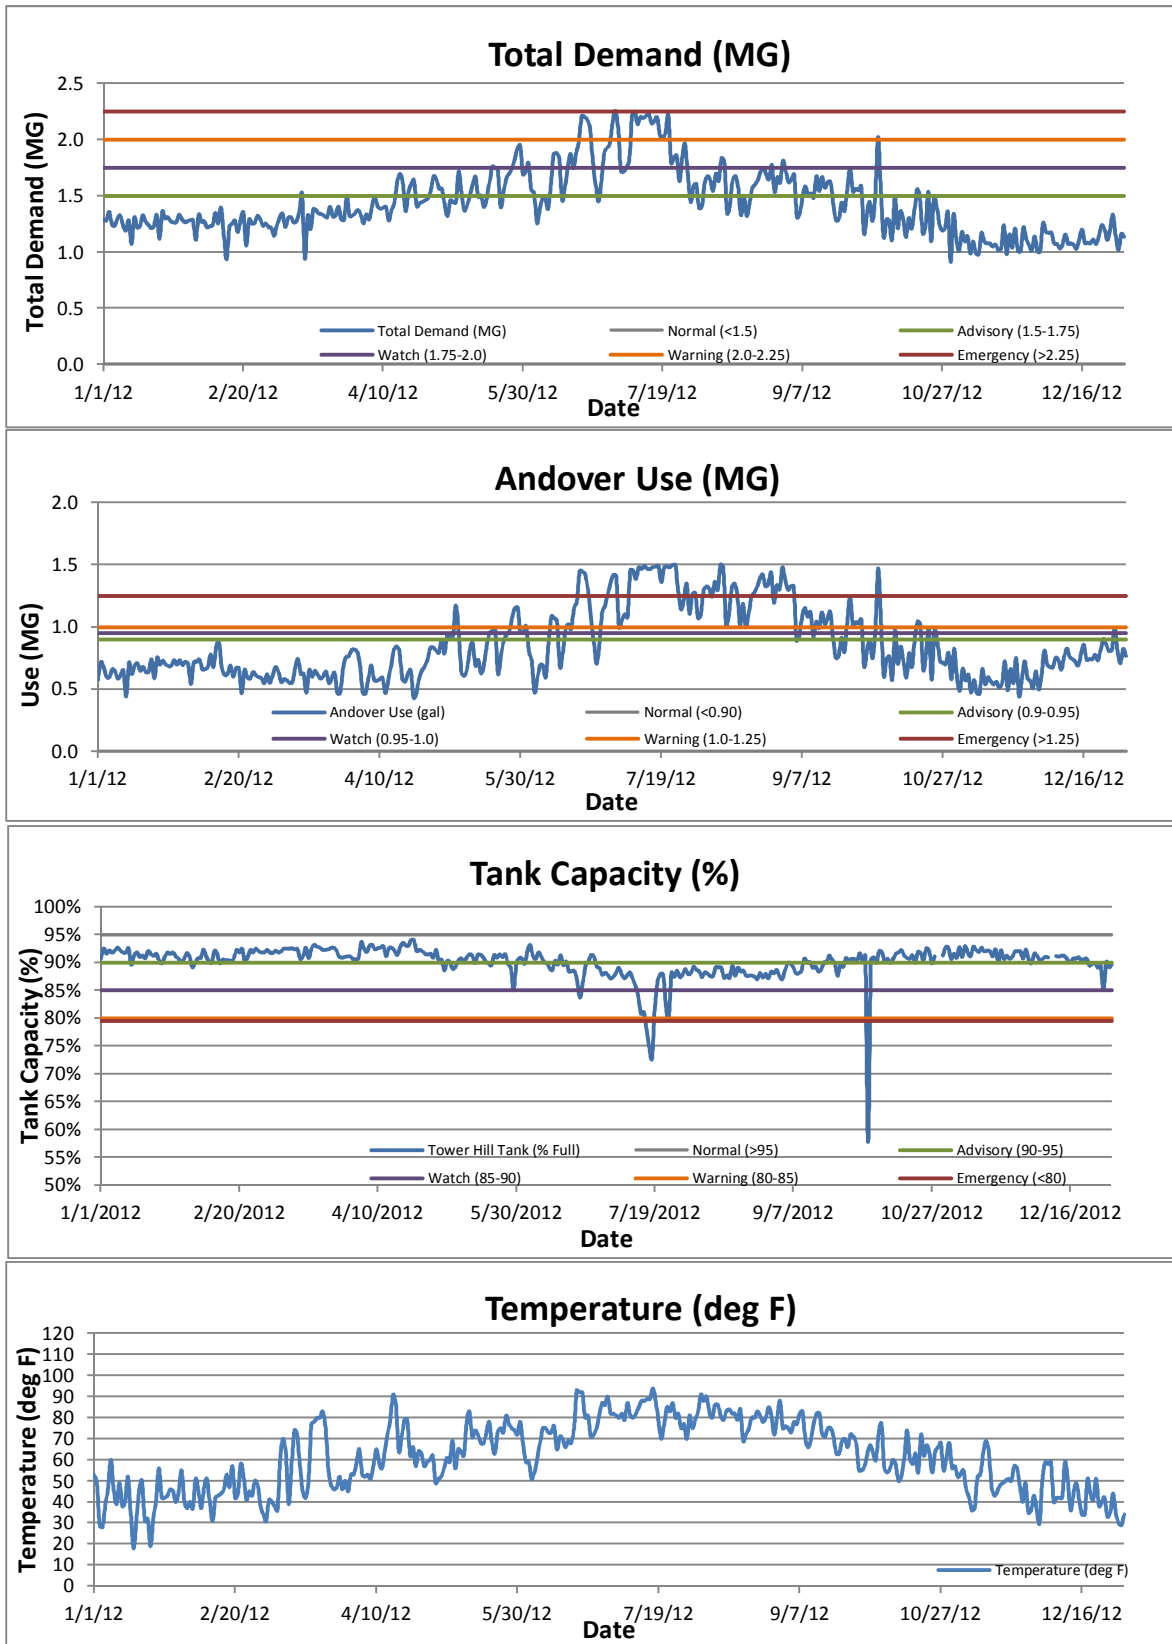 Total Demand (MG)
2.5
2.0
1.5
1.0
0.5
0.0
Total Demand (MG)
Total Demand (MG)
Normal (<1.5)
Advisory (1.5-1.75)
Watch (1.75-2.0)
Warning (2.0-2.25)
Emergency (>2.25)
1/1/12
2/20/12
4/10/12
5/30/12
7/19/12
9/7/12
10/27/12
12/16/12
Date
Andover Use (MG)
2.0
1.5
1.0
0.5
0.0
Use (MG)
Andover Use (gal)
Normal (<0.90)
Advisory (0.9-0.95)
Watch (0.95-1.0)
Warning (1.0-1.25)
Emergency (>1.25)
1/1/12
2/20/12
4/10/12
5/30/12
7/19/12
9/7/12
10/27/12
12/16/12
Date
Tank Capacity (%)
100%
95%
90%
85%
80%
75%
70%
65%
60%
55%
50%
Tank Capacity (%)
Tower Hill Tank (% Full)
Normal (>95)
Advisory (90-95)
Watch (85-90)
Warning (80-85)
Emergency (<80)
1/1/2012
2/20/2012
4/10/2012
5/30/2012
7/19/2012
9/7/2012
10/27/2012
12/16/2012
Date
Temperature (deg F)
120
110
100
90
80
70
60
50
40
30
20
10
0
Temperature (deg F)
Temperature (deg F)
1/1/12
2/20/12
4/10/12
5/30/12
7/19/12
9/7/12
10/27/12
12/16/12
Date